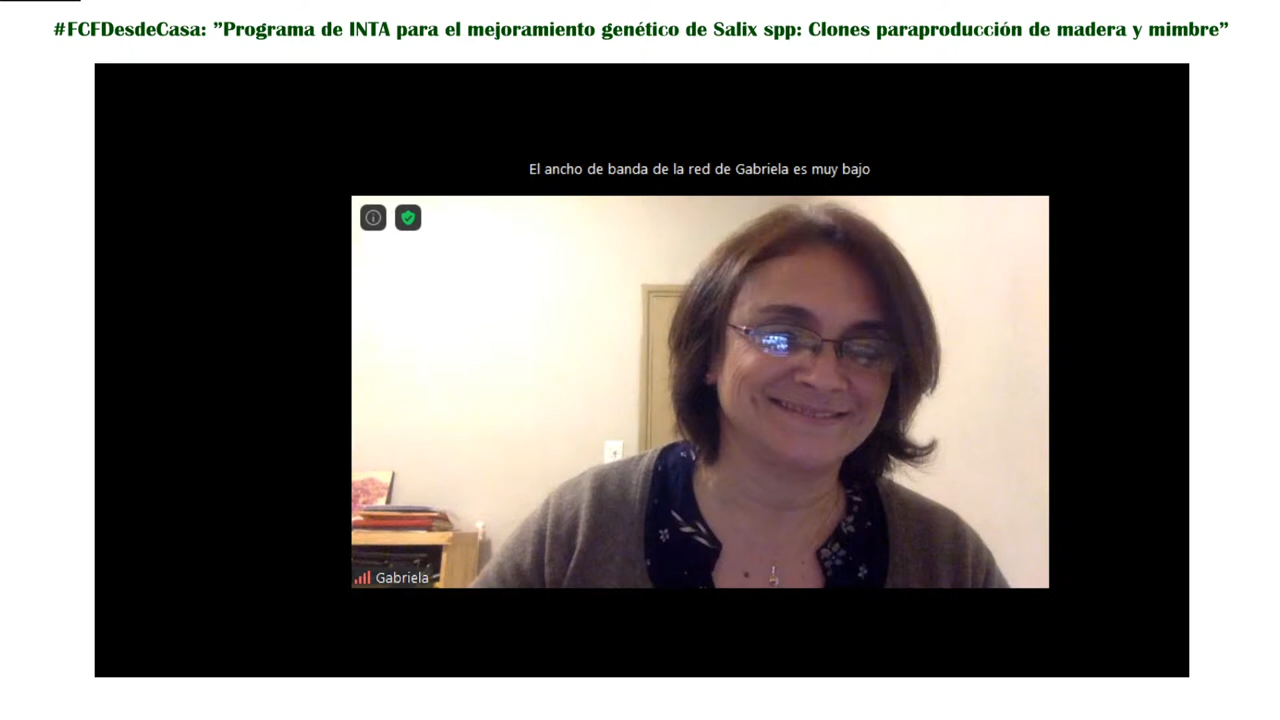 #FCFDesdeCasa: ”Programa de INTA para el mejoramiento genético de Salix spp: Clones paraproducción de madera y mimbre”
El ancho de banda de la red de Gabriela es muy bajo
Gabriela